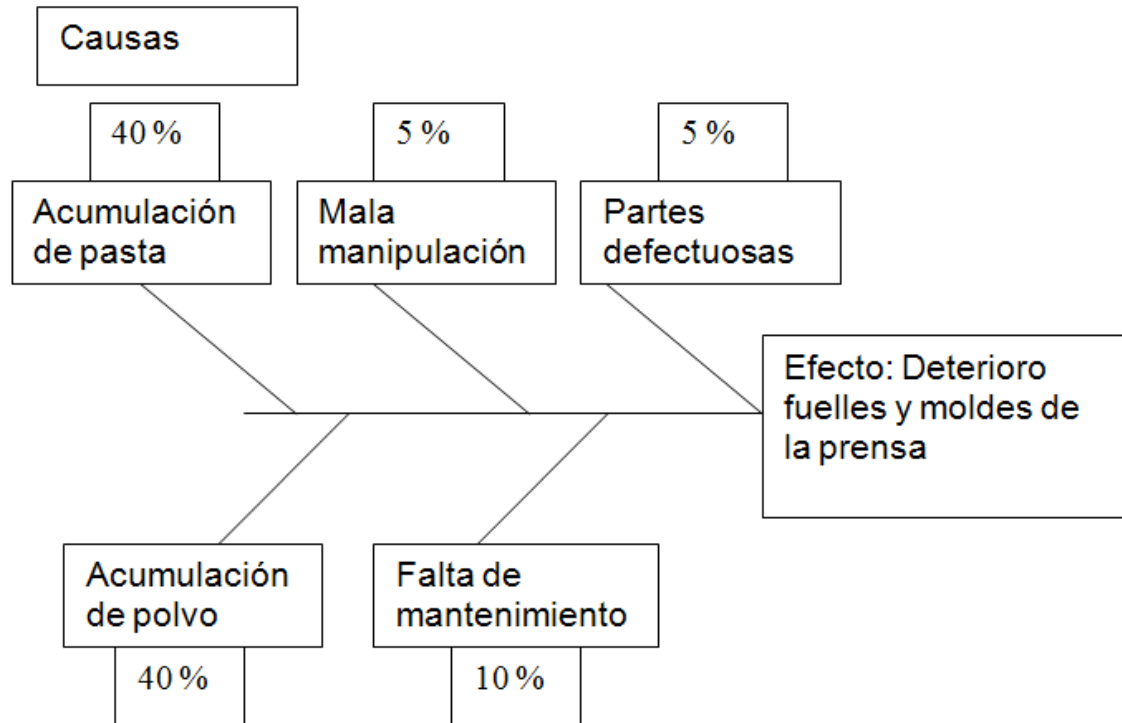 Causas
40 %
5 %
5 %
Acumulación
de pasta
Mala
manipulación
Partes
defectuosas
Efecto: Deterioro
fuelles y moldes de
la prensa
Acumulación
de polvo
Falta de
mantenimiento
40 %
10 %